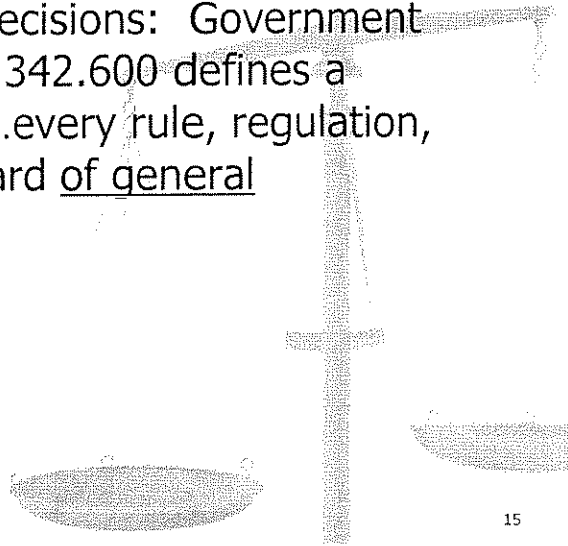 ecisions: Government
342.600 defines a
.every rule, regulation,
ard of general
15